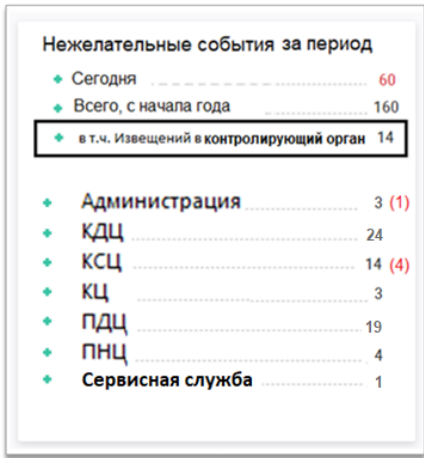 Нежелательные события за период
Сегодня 60
Всего, с начала года 160
в т.ч. Извещений в контролирующий орган 14
Администрация 3 (1)
КДЦ 24
КСЦ 14 (4)
КЦ 3
ПДЦ 19
ПНЦ 4
Сервисная служба 1